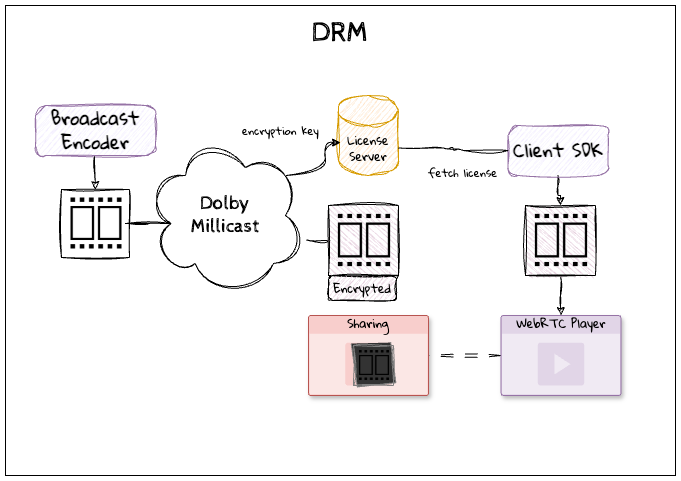 DRM
Broadcast
Encoder
encryption key
License
Server
Client SDK
fetch license
Dolby
Millicast
Encrypted
Sharing
WebRTC Player